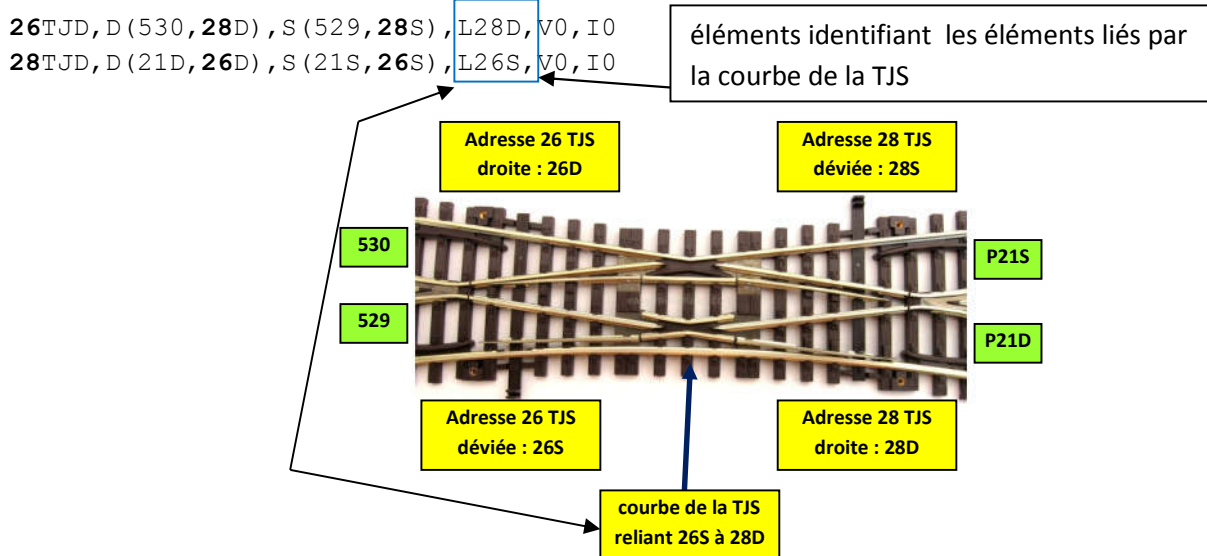 26TJD,D(530,28D),S(529,28S),L28D,V0,I0
28TJD,D(21D,26D),S(21S,26S),L26S,V0,I0
éléments identifiant les éléments liés par
la courbe de la TJS
Adresse 26 TJS
droite : 26D
Adresse 28 TJS
déviée : 28S
530
P21S
529
P21D
Adresse 26 TJS
déviée : 26S
Adresse 28 TJS
droite : 28D
courbe de la TJS
reliant 26S à 28D